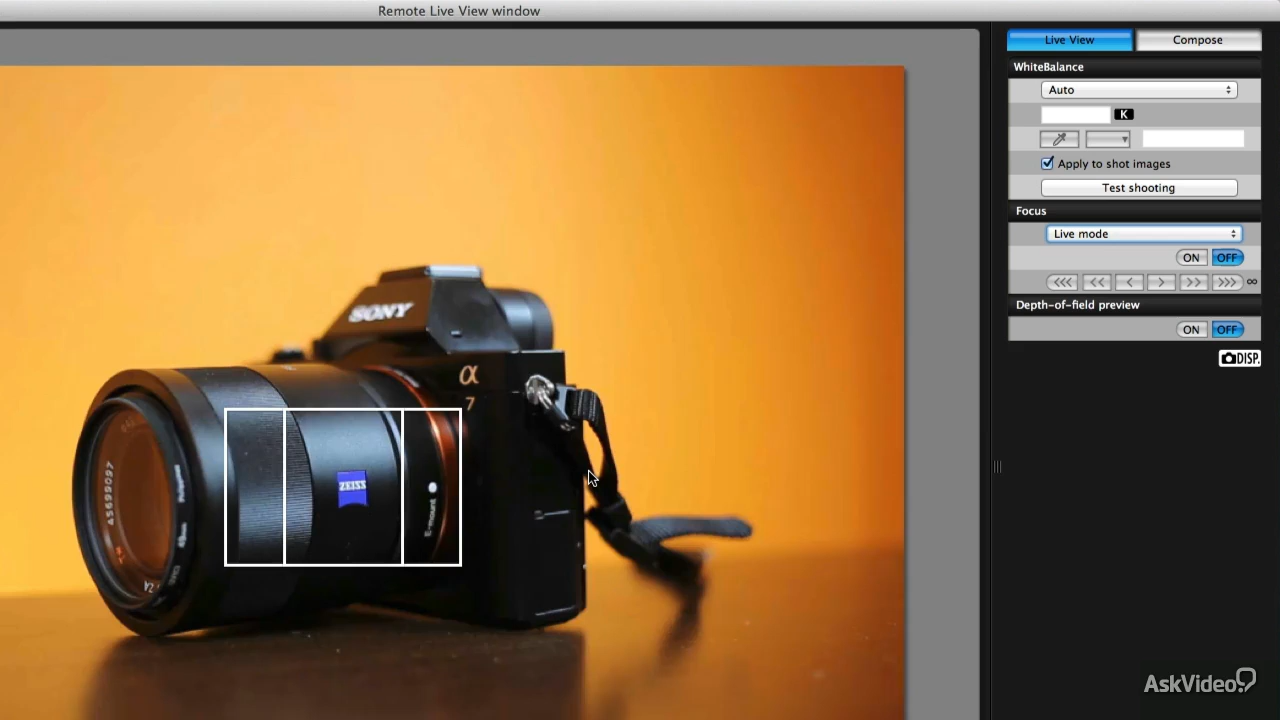 Remote Live View window
Live View
Compose
WhiteBalance
Auto
K
Apply to shot images
Test shooting
Focus
Live mode
ON OFF
<<< << < > >> >>> ∞
Depth-of-field preview
ON OFF
DISP.
SONY
α
7
ZEISS
E-mount
45699097
AskVideo